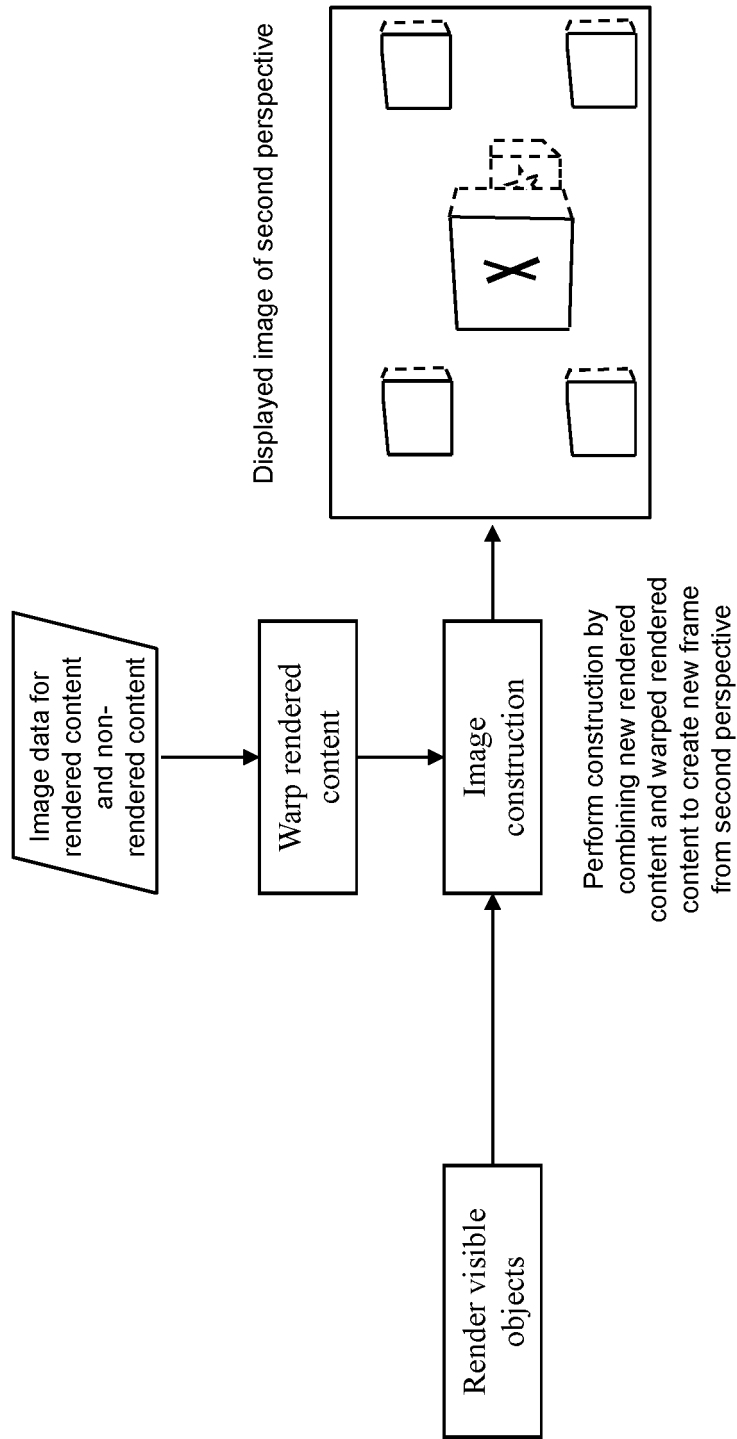 Image data for
rendered content
and non-
rendered content
Warp rendered
content
Displayed image of second perspective
Render visible
objects
Image
construction
X
Perform construction by
combining new rendered
content and warped rendered
content to create new frame
from second perspective